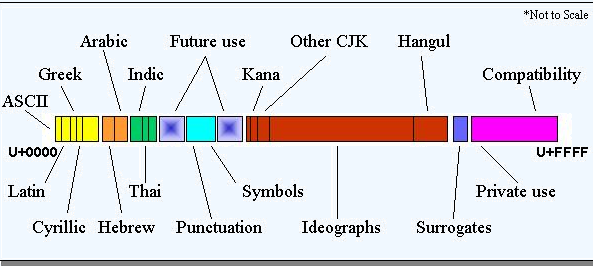 *Not to Scale
Arabic
Future use
Other CJK
Hangul
Greek
Indic
Kana
Compatibility
ASCII
U+0000
U+FFFF
Latin
Thai
Symbols
Private use
Cyrillic
Hebrew
Punctuation
Ideographs
Surrogates